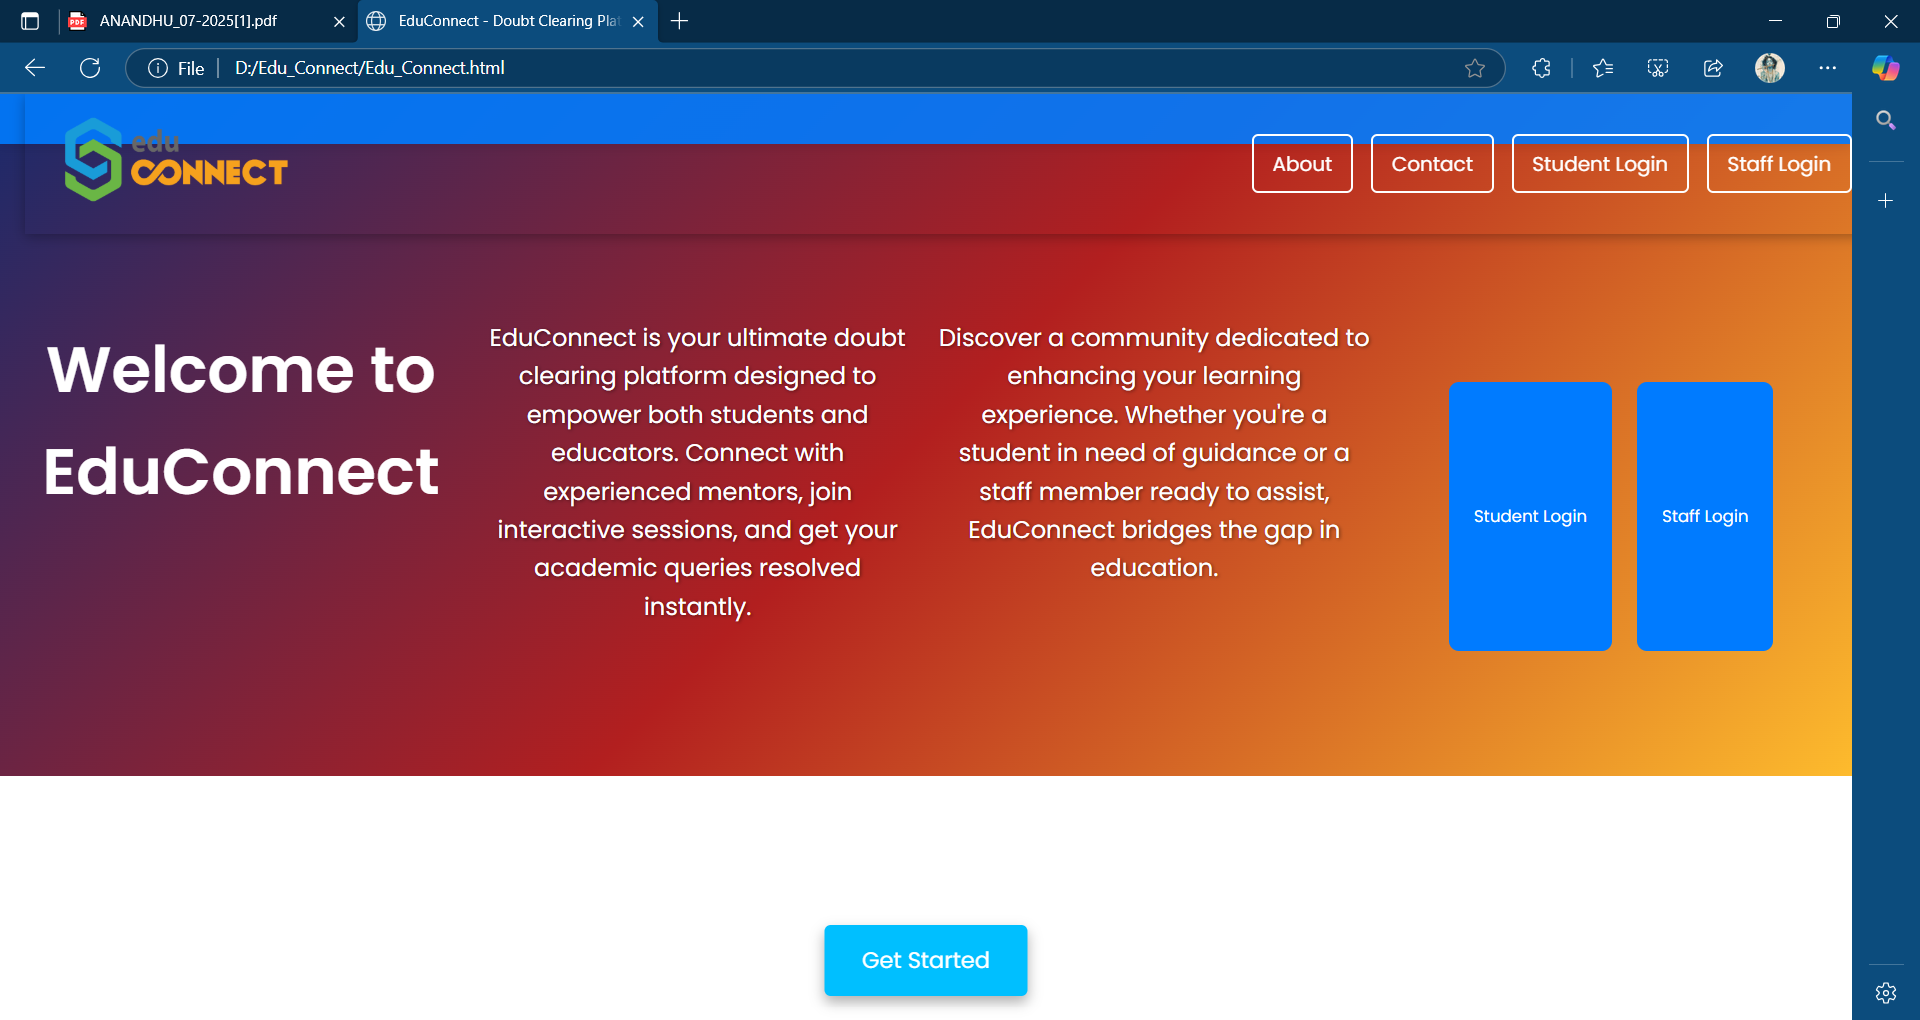 ANANDHU_07-2025[1].pdf
EduConnect - Doubt Clearing Pla
File
D:/Edu_Connect/Edu_Connect.html
edu
CONNECT
About
Contact
Student Login
Staff Login
Welcome to
EduConnect
EduConnect is your ultimate doubt
clearing platform designed to
empower both students and
educators. Connect with
experienced mentors, join
interactive sessions, and get your
academic queries resolved
instantly.
Discover a community dedicated to
enhancing your learning
experience. Whether you're a
student in need of guidance or a
staff member ready to assist,
EduConnect bridges the gap in
education.
Student Login
Staff Login
Get Started